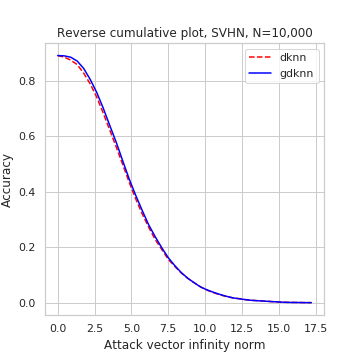 Reverse cumulative plot, SVHN, N=10,000
dknn
gdknn
Accuracy
0.8
0.6
0.4
0.2
0.0
0.0 2.5 5.0 7.5 10.0 12.5 15.0 17.5
Attack vector infinity norm